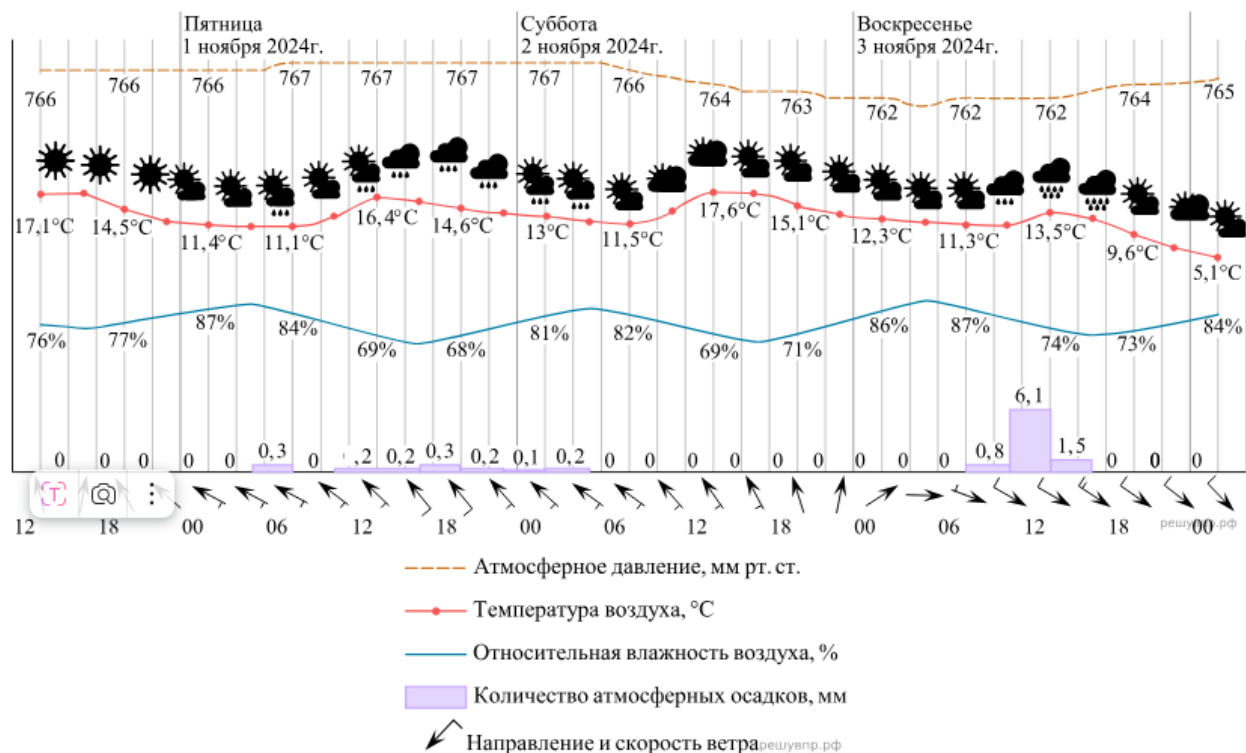 Пятница
1 ноября 2024г.
Суббота
2 ноября 2024г.
Воскресенье
3 ноября 2024г.
766 766 766 767 767 767 767 766 764 763 762 762 762 764 765
17,1°C 14,5°C 11,4°C 11,1°C 16,4°C 14,6°C 13°C 11,5°C 17,6°C 15,1°C 12,3°C 11,3°C 13,5°C 9,6°C 5,1°C
76% 77% 87% 84% 69% 68% 81% 82% 69% 71% 86% 87% 74% 73% 84%
0 0 0 0 0 0,3 0 ,2 0,2 0,3 0,2 0,1 0,2 0 0 0 0 0 0 0 0 0 0,8 6,1 1,5 0 0 0
T
12 18 00 06 12 18 00 06 12 18 00 06 12 18 00
решувпр.рф
Атмосферное давление, мм рт. ст.
Температура воздуха, °C
Относительная влажность воздуха, %
Количество атмосферных осадков, мм
Направление и скорость ветра
решувпр.рф